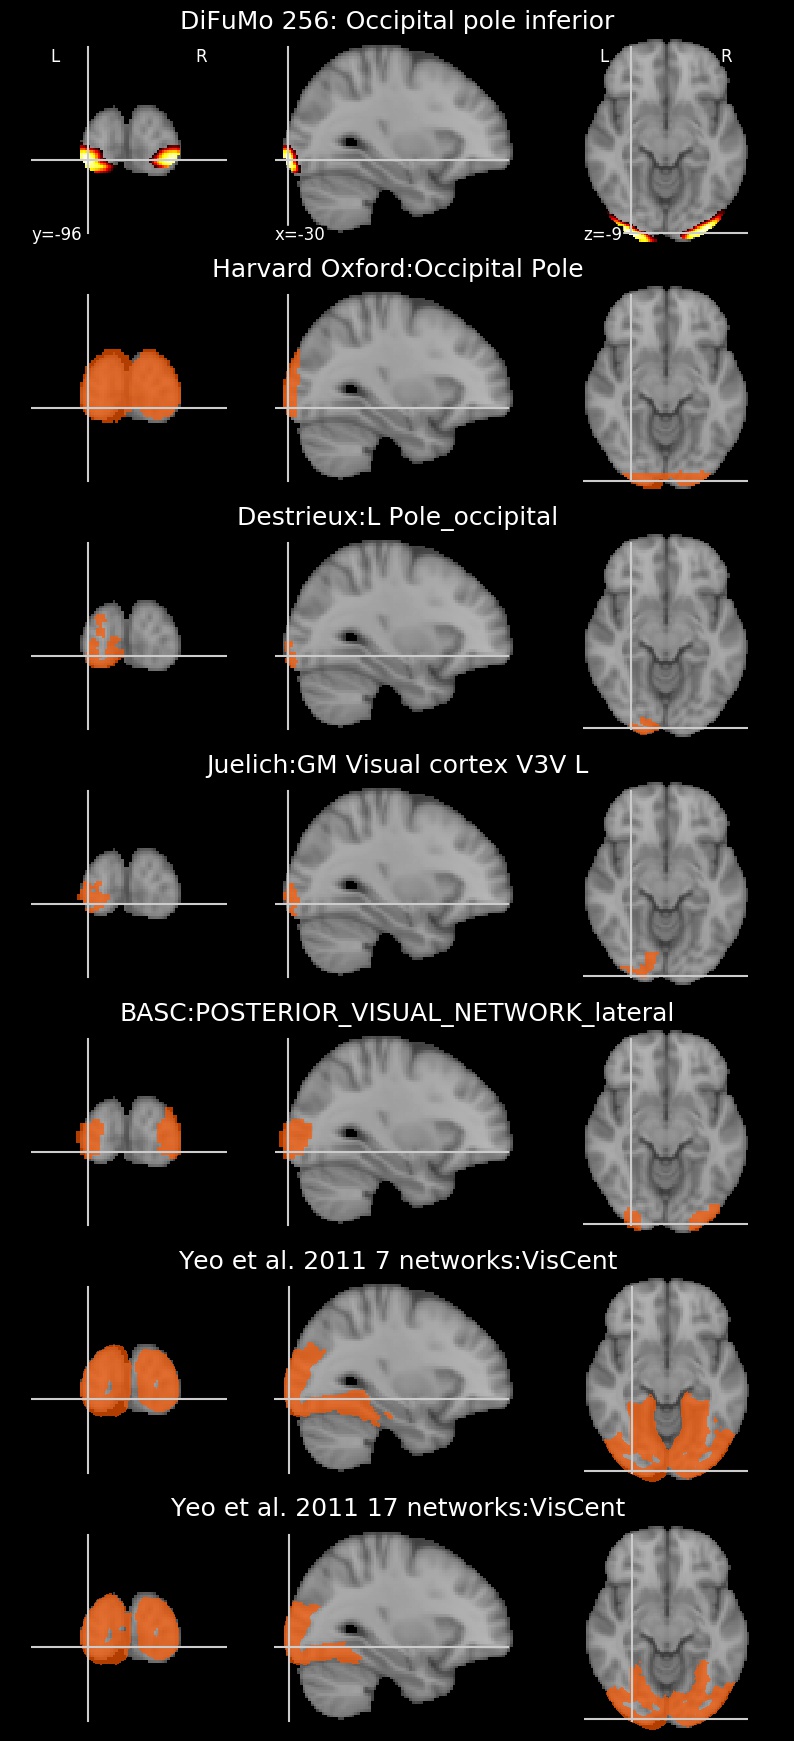 DiFuMo 256: Occipital pole inferior
L R L R
y=-96 x=-30 z=-9
Harvard Oxford:Occipital Pole
Destrieux:L Pole_occipital
Juelich:GM Visual cortex V3V L
BASC:POSTERIOR_VISUAL_NETWORK_lateral
Yeo et al. 2011 7 networks:VisCent
Yeo et al. 2011 17 networks:VisCent